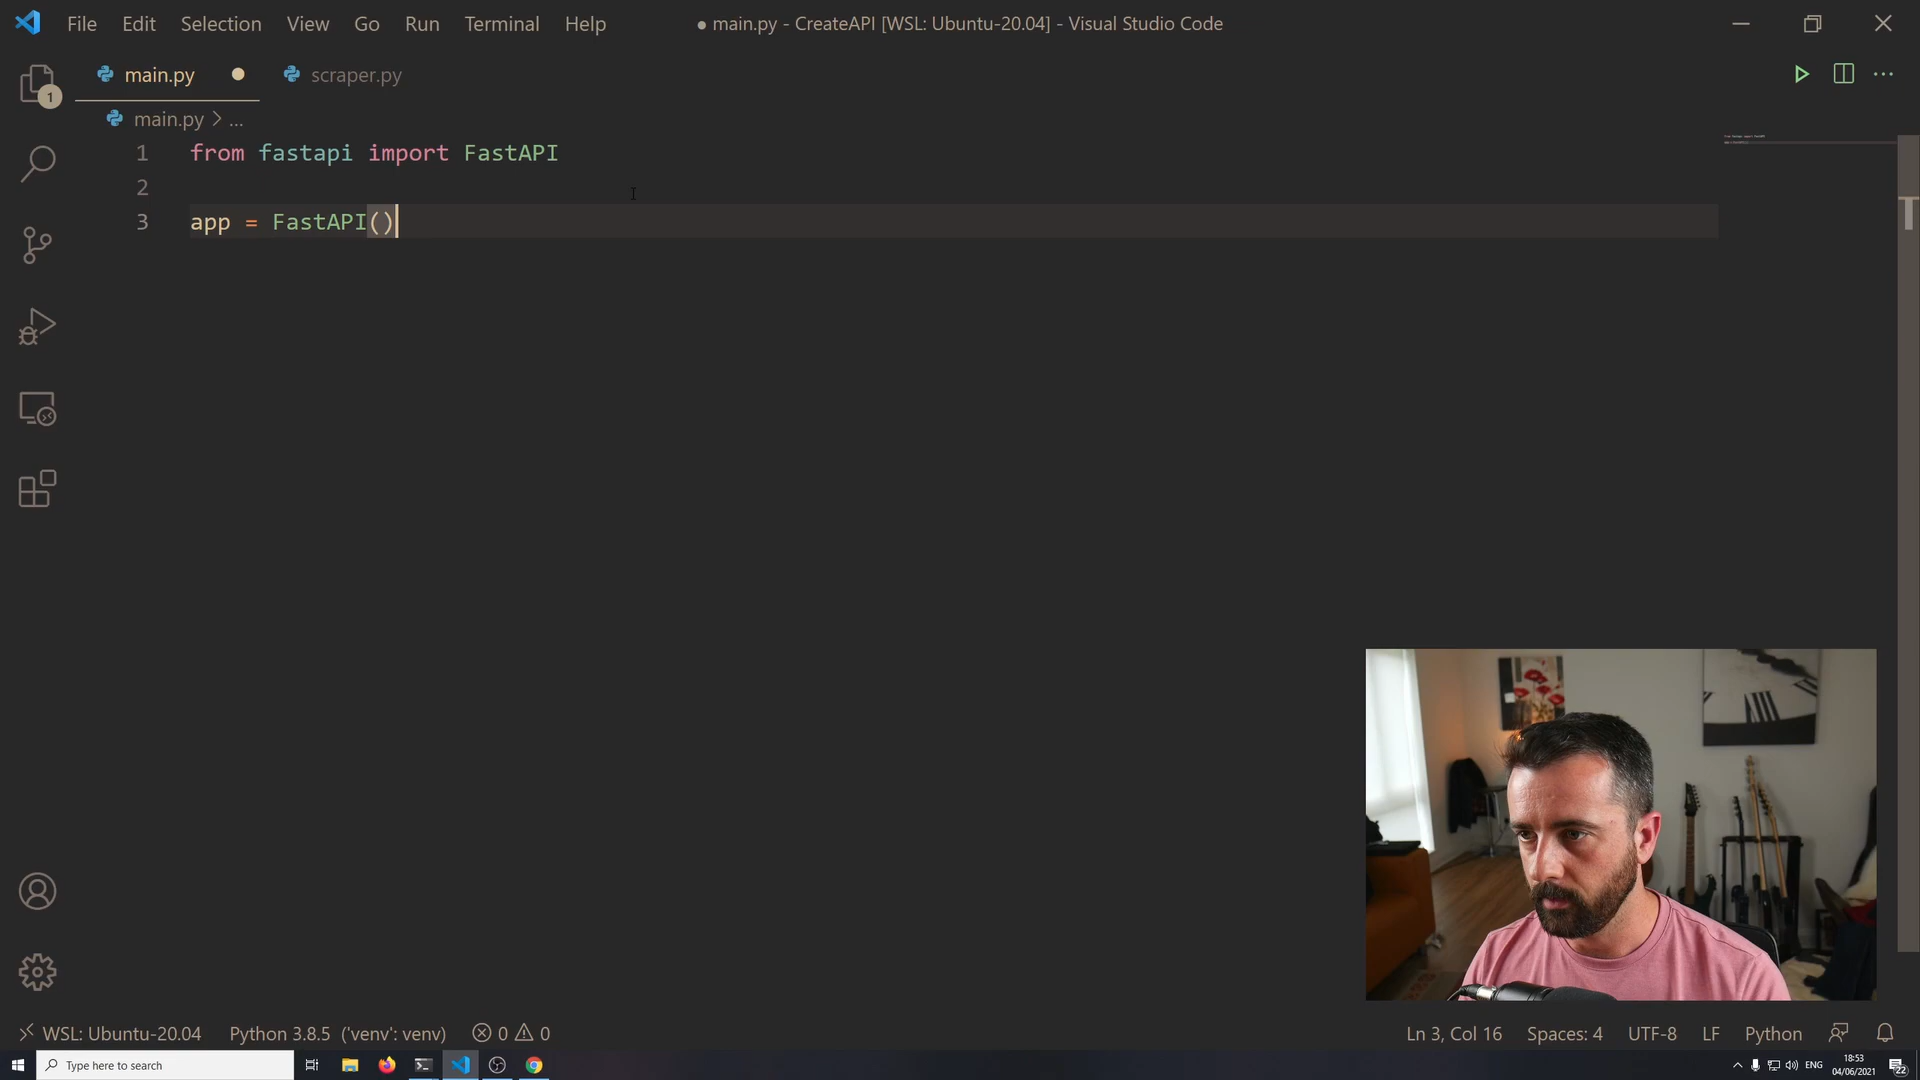 File Edit Selection View Go Run Terminal Help
● main.py - CreateAPI [WSL: Ubuntu-20.04] - Visual Studio Code
main.py ● scraper.py
main.py > ...
1 from fastapi import FastAPI
2
3 app = FastAPI()
1
WSL: Ubuntu-20.04 Python 3.8.5 ('venv': venv) 0 0
Ln 3, Col 16 Spaces: 4 UTF-8 LF Python
Type here to search
ENG
18:53
04/06/2021
22